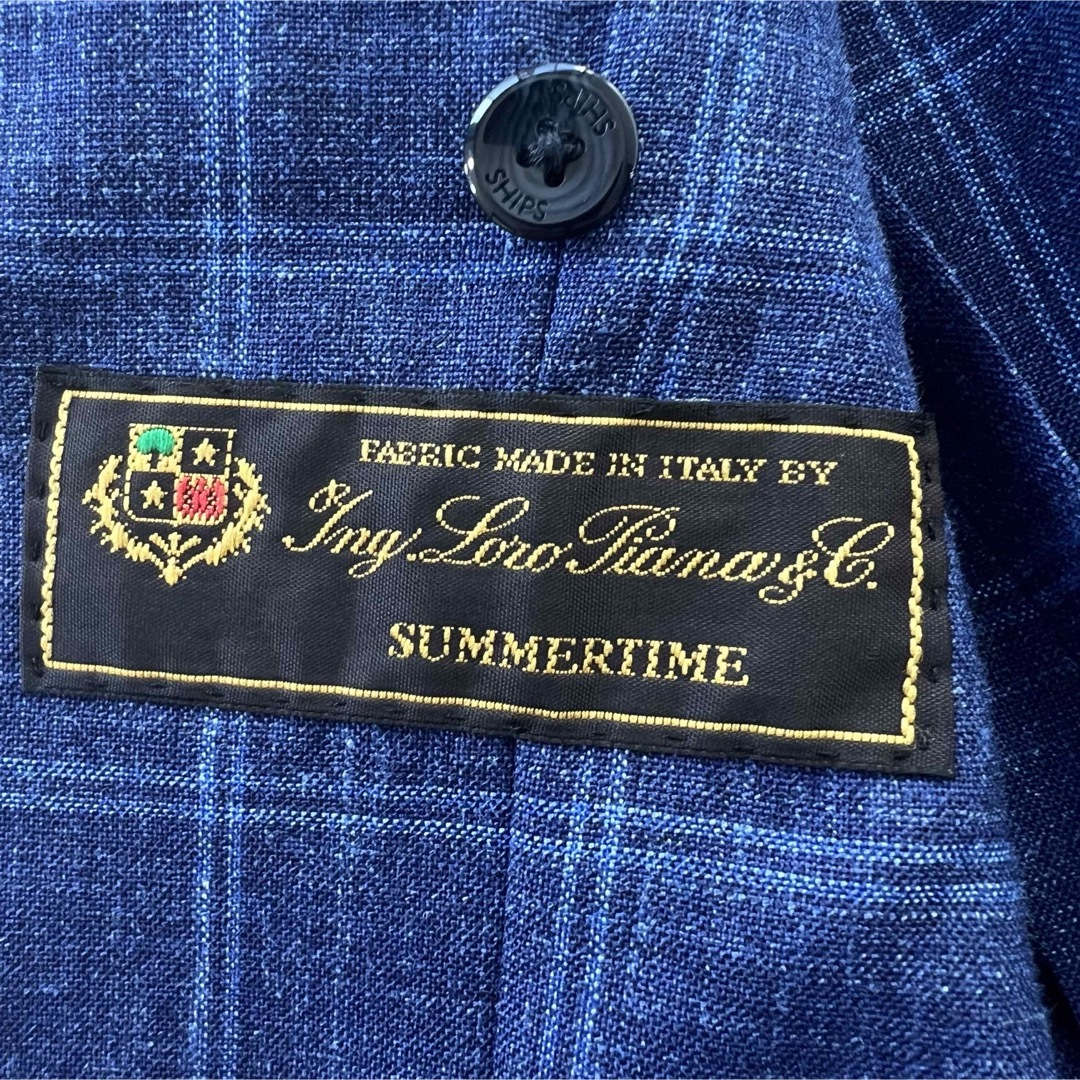 SHIPS
SHIPS
FABRIC MADE IN ITALY BY
Ing. Loro Piana & C.
SUMMERTIME